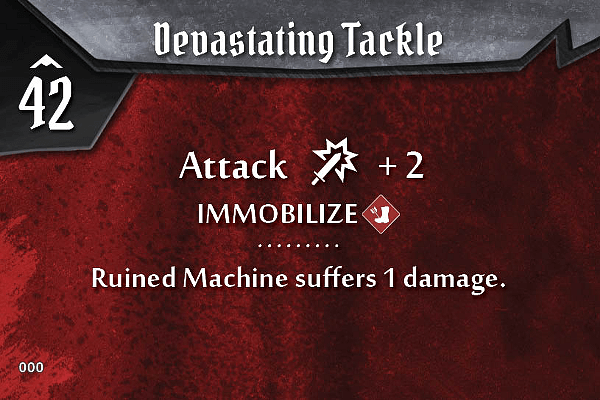 Devastating Tackle
42
Attack + 2
IMMOBILIZE
Ruined Machine suffers 1 damage.
000